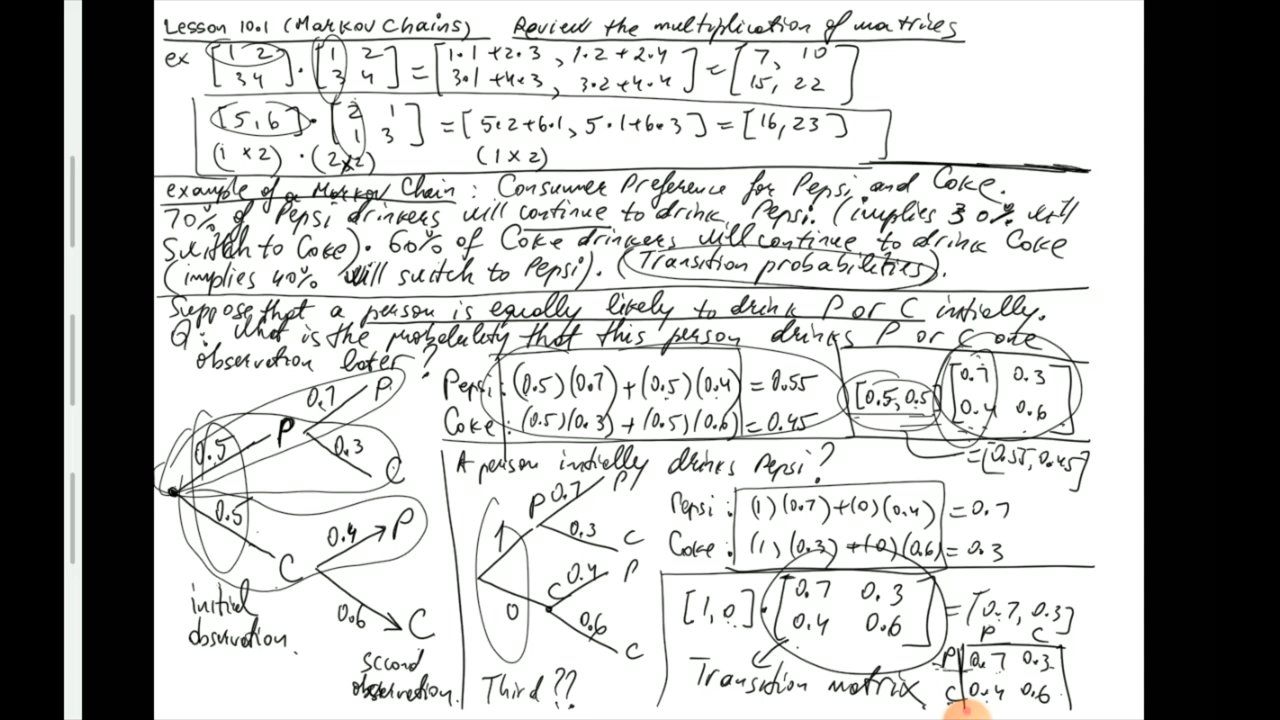 Lesson 10.1 (Markov Chains) Review the multiplication of matrices
ex [1 2 · [1 2 = [1·1+2·3, 1·2+2·4 = [7, 10
3 4] 3 4] 3·1+4·3, 3·2+4·4] 15, 22]
[5,6] · [2 1 = [5·2+6·1, 5·1+6·3] = [16,23]
1 3]
(1×2) · (2×2) (1×2)
example of a Markov Chain : Consumer Preference for Pepsi and Coke.
70% of Pepsi drinkers will continue to drink Pepsi. (implies 30% will
switch to Coke). 60% of Coke drinkers will continue to drink Coke
(implies 40% will switch to Pepsi). (Transition probabilities).
Suppose that a person is equally likely to drink P or C initially.
Q: What is the probability that this person drinks P or C one
observation later?
0.5 P 0.7 P
0.3 C
0.5 C 0.4 P
0.6 C
initial observation.
second observation.
Pepsi: (0.5)(0.7) + (0.5)(0.4) = 0.55
Coke: (0.5)(0.3) + (0.5)(0.6) = 0.45
[0.5, 0.5] [0.7 0.3
0.4 0.6]
= [0.55, 0.45]
A person initially drinks Pepsi?
1 P 0.7 P
0.3 C
0 C 0.4 P
0.6 C
Third ??
Pepsi: (1)(0.7)+(0)(0.4) = 0.7
Coke: (1)(0.3)+(0)(0.6) = 0.3
[1,0] · [0.7 0.3 = [0.7, 0.3]
0.4 0.6]
Transition matrix
P C
P 0.7 0.3
C 0.4 0.6